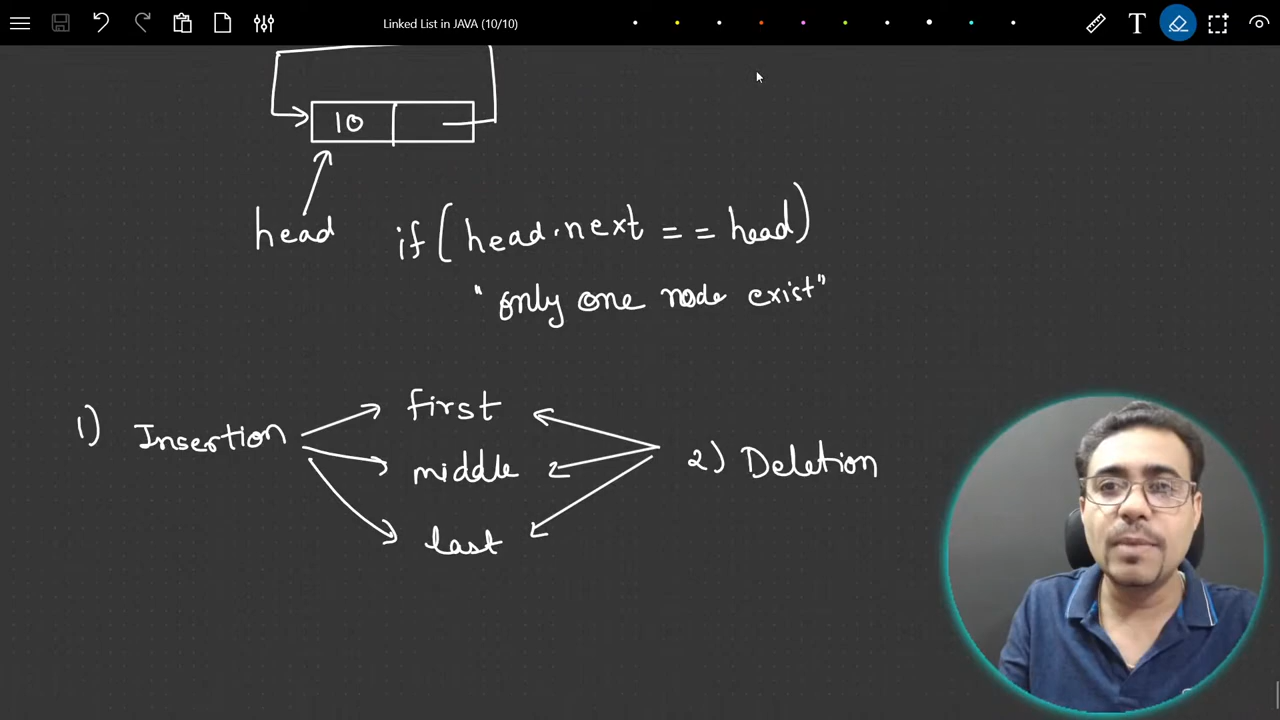 Linked List in JAVA (10/10)
10
head
if (head.next == head)
"only one node exist"
first
1) Insertion
middle
2) Deletion
last